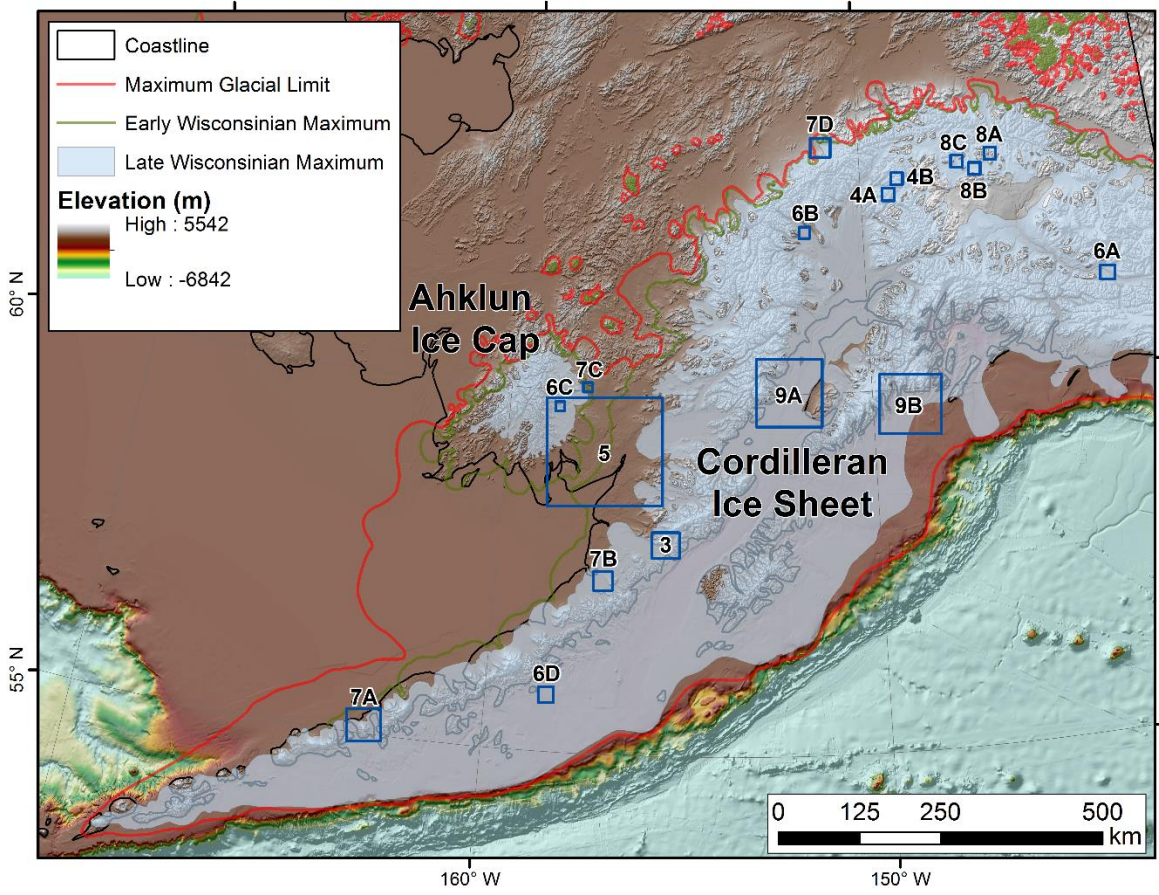 Coastline
Maximum Glacial Limit
Early Wisconsinian Maximum
Late Wisconsinian Maximum
Elevation (m)
High : 5542
Low : -6842
7D
8A
8C
4B
8B
4A
6B
6A
60° N
Ahklun
Ice Cap
7C
6C
9A
9B
5
Cordilleran
Ice Sheet
3
7B
55° N
6D
7A
0 125 250 500
km
160° W
150° W